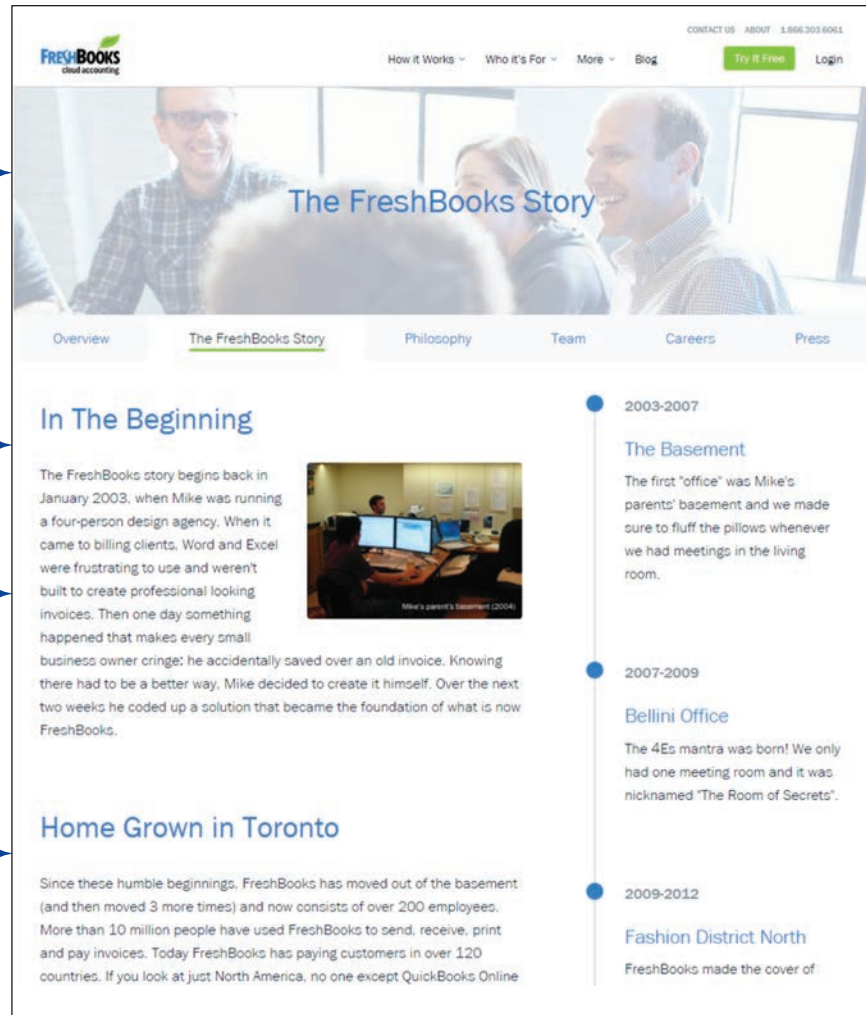 CONTACT US ABOUT 1.866.303.6061
FRESHBOOKS
cloud accounting
How it Works Who it's For More Blog Try It Free Login
The FreshBooks Story
Overview The FreshBooks Story Philosophy Team Careers Press
In The Beginning
The FreshBooks story begins back in
January 2003, when Mike was running
a four-person design agency. When it
came to billing clients, Word and Excel
were frustrating to use and weren't
built to create professional looking
invoices. Then one day something
happened that makes every small
business owner cringe: he accidentally saved over an old invoice. Knowing
there had to be a better way, Mike decided to create it himself. Over the next
two weeks he coded up a solution that became the foundation of what is now
FreshBooks.
Mike's parent's basement (2004)
Home Grown in Toronto
Since these humble beginnings, FreshBooks has moved out of the basement
(and then moved 3 more times) and now consists of over 200 employees.
More than 10 million people have used FreshBooks to send, receive, print
and pay invoices. Today FreshBooks has paying customers in over 120
countries. If you look at just North America, no one except QuickBooks Online
2003-2007
The Basement
The first "office" was Mike's
parents' basement and we made
sure to fluff the pillows whenever
we had meetings in the living
room.
2007-2009
Bellini Office
The 4Es mantra was born! We only
had one meeting room and it was
nicknamed "The Room of Secrets".
2009-2012
Fashion District North
FreshBooks made the cover of